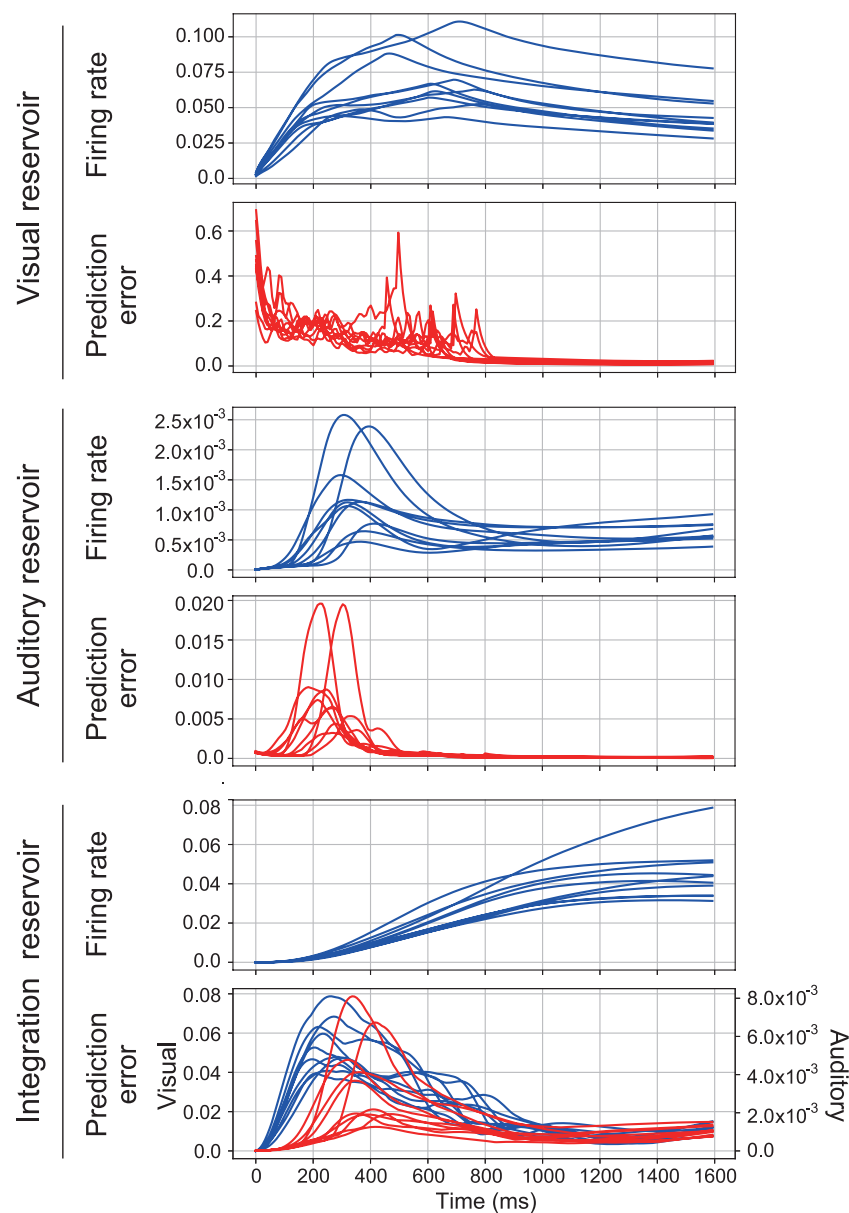 Visual reservoir
Firing rate
0.100
0.075
0.050
0.025
0.0
Prediction
error
0.6
0.4
0.2
0.0
Auditory reservoir
Firing rate
2.5x10-3
2.0x10-3
1.5x10-3
1.0x10-3
0.5x10-3
0.0
Prediction
error
0.020
0.015
0.010
0.005
0.0
Integration reservoir
Firing rate
0.08
0.06
0.04
0.02
0.0
Prediction
error
Visual
0.08
0.06
0.04
0.02
0.0
8.0x10-3
6.0x10-3
4.0x10-3
2.0x10-3
0.0
Auditory
0 200 400 600 800 1000 1200 1400 1600
Time (ms)